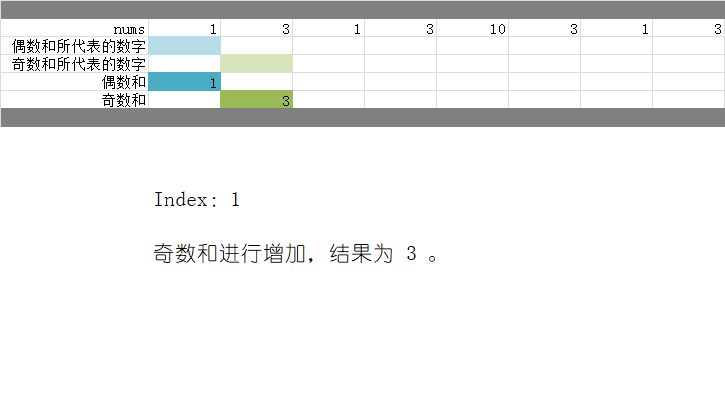 nums 1 3 1 3 10 3 1 3
偶数和所代表的数字
奇数和所代表的数字
偶数和 1
奇数和 3
Index: 1
奇数和进行增加，结果为 3 。